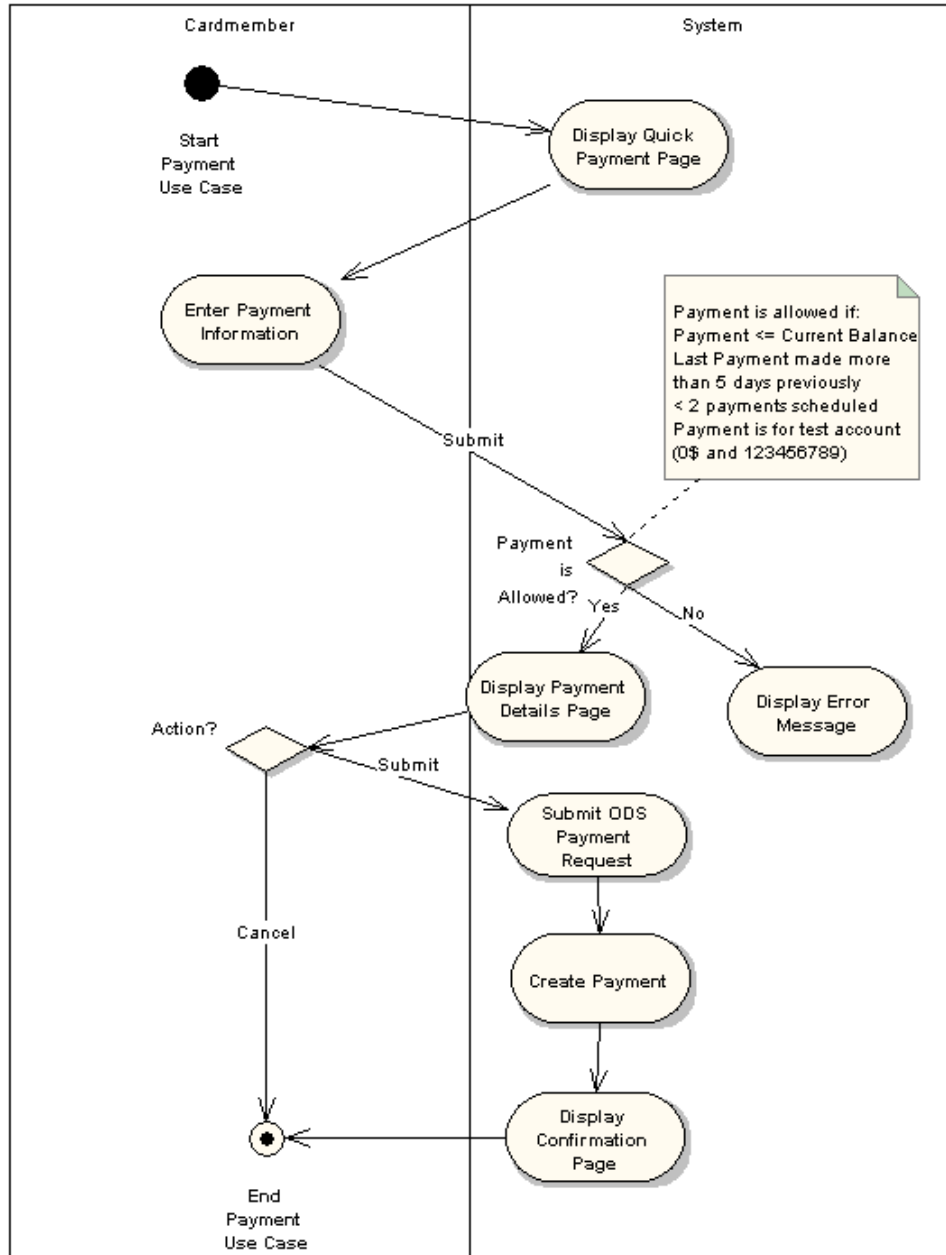 Cardmember
System
Start
Payment
Use Case
Display Quick
Payment Page
Enter Payment
Information
Payment is allowed if:
Payment <= Current Balance
Last Payment made more
than 5 days previously
< 2 payments scheduled
Payment is for test account
(0$ and 123456789)
Submit
Payment
is
Allowed?
Yes
No
Display Payment
Details Page
Display Error
Message
Action?
Submit
Submit ODS
Payment
Request
Cancel
Create Payment
Display
Confirmation
Page
End
Payment
Use Case